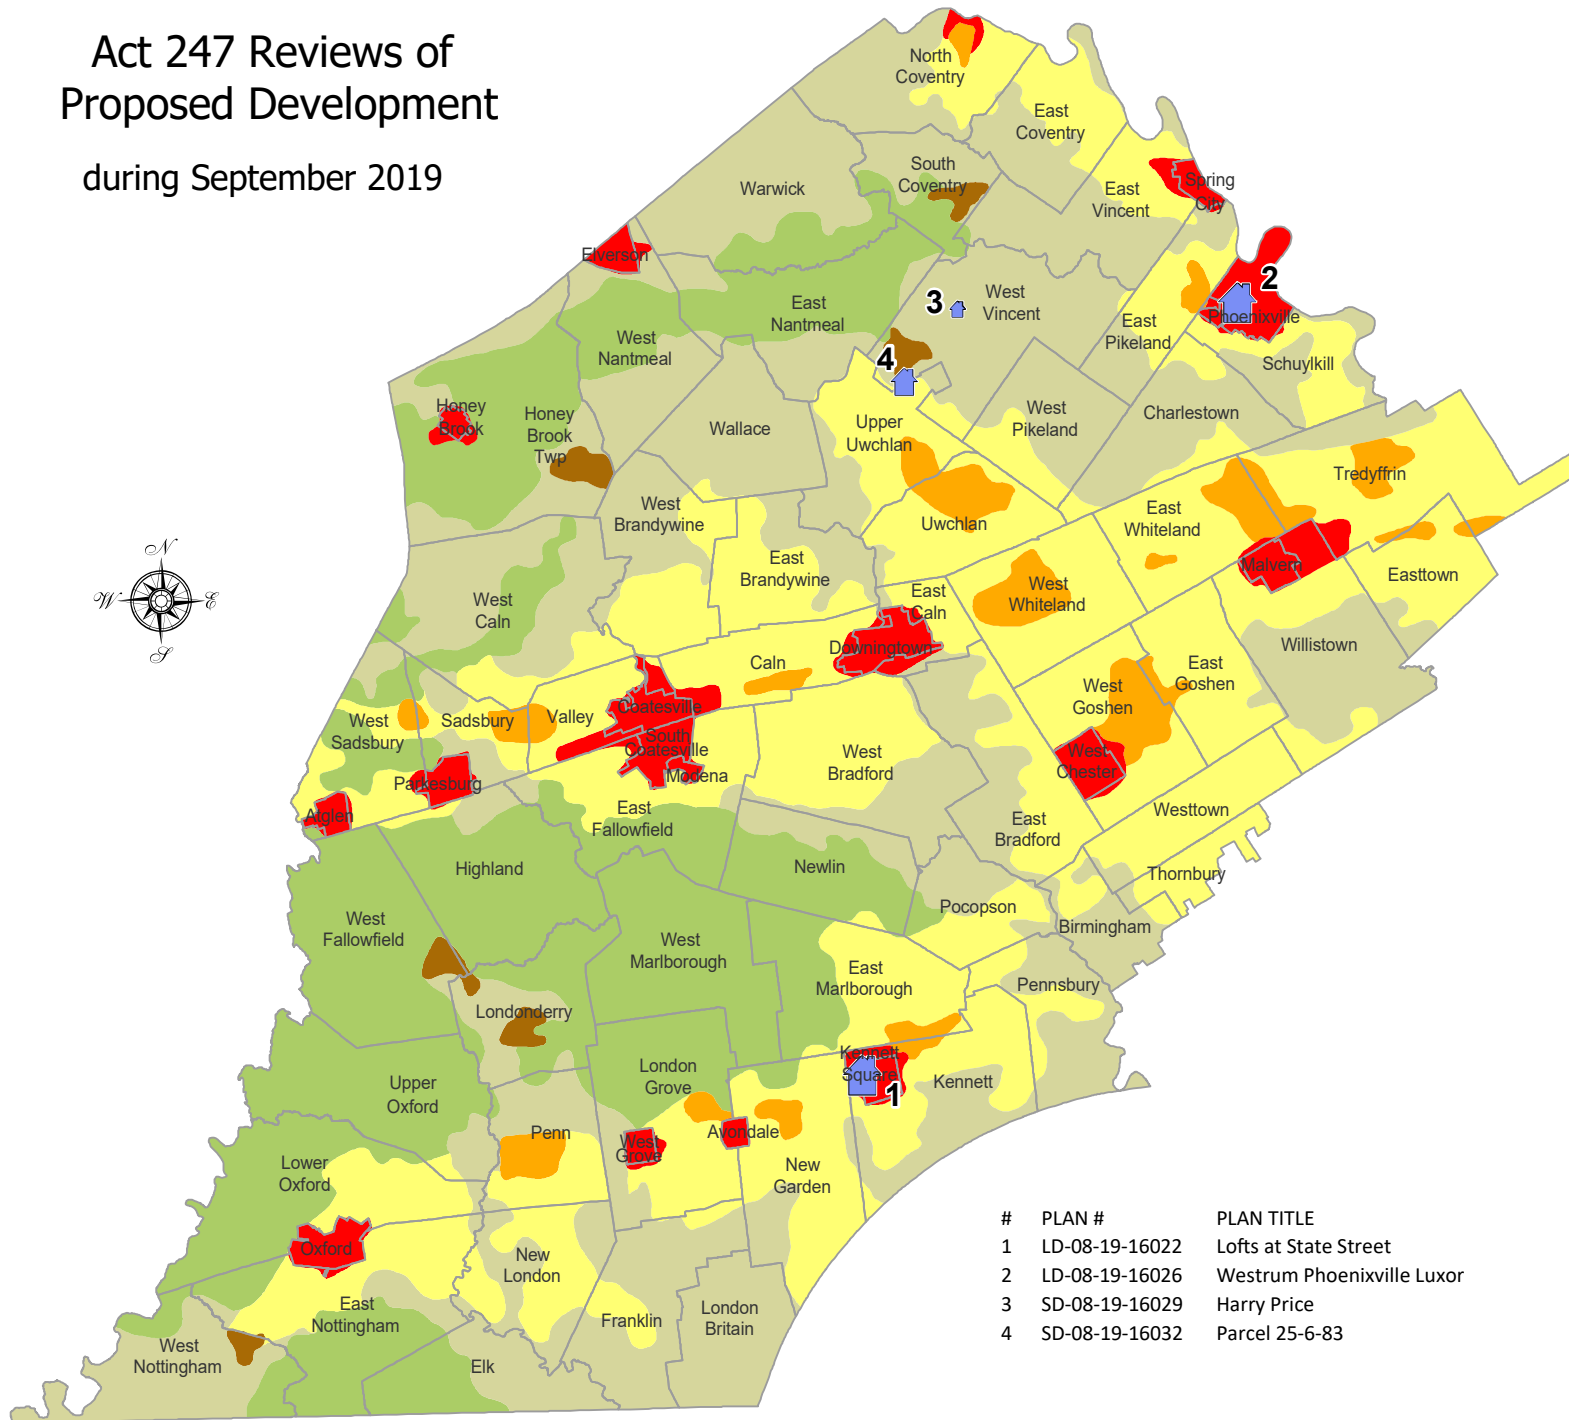 Act 247 Reviews of
Proposed Development
during September 2019
North
Coventry
East
Coventry
South
Coventry
Warwick
East
Vincent
Spring
City
Elverson
2
3
West
Vincent
East
Nantmeal
Phoenixville
East
Pikeland
West
Nantmeal
4
Schuylkill
Honey
Brook
Honey
Brook
Twp
Wallace
Upper
Uwchlan
West
Pikeland
Charlestown
Tredyffrin
West
Brandywine
Uwchlan
East
Whiteland
N
W
E
S
East
Brandywine
Malvern
Easttown
West
Whiteland
East
Caln
West
Caln
Downingtown
Willistown
Caln
East
Goshen
West
Goshen
Coatesville
Valley
Sadsbury
West
Sadsbury
South
Coatesville
West
Bradford
West
Chester
Modena
Parkesburg
Atglen
East
Fallowfield
Westtown
East
Bradford
Highland
Newlin
Thornbury
Pocopson
West
Fallowfield
Birmingham
West
Marlborough
East
Marlborough
Pennsbury
Londonderry
Kennett
Square
London
Grove
Kennett
1
Upper
Oxford
Penn
West
Grove
Avondale
Lower
Oxford
New
Garden
Oxford
New
London
East
Nottingham
Franklin
London
Britain
West
Nottingham
Elk
# PLAN # PLAN TITLE
1 LD-08-19-16022 Lofts at State Street
2 LD-08-19-16026 Westrum Phoenixville Luxor
3 SD-08-19-16029 Harry Price
4 SD-08-19-16032 Parcel 25-6-83